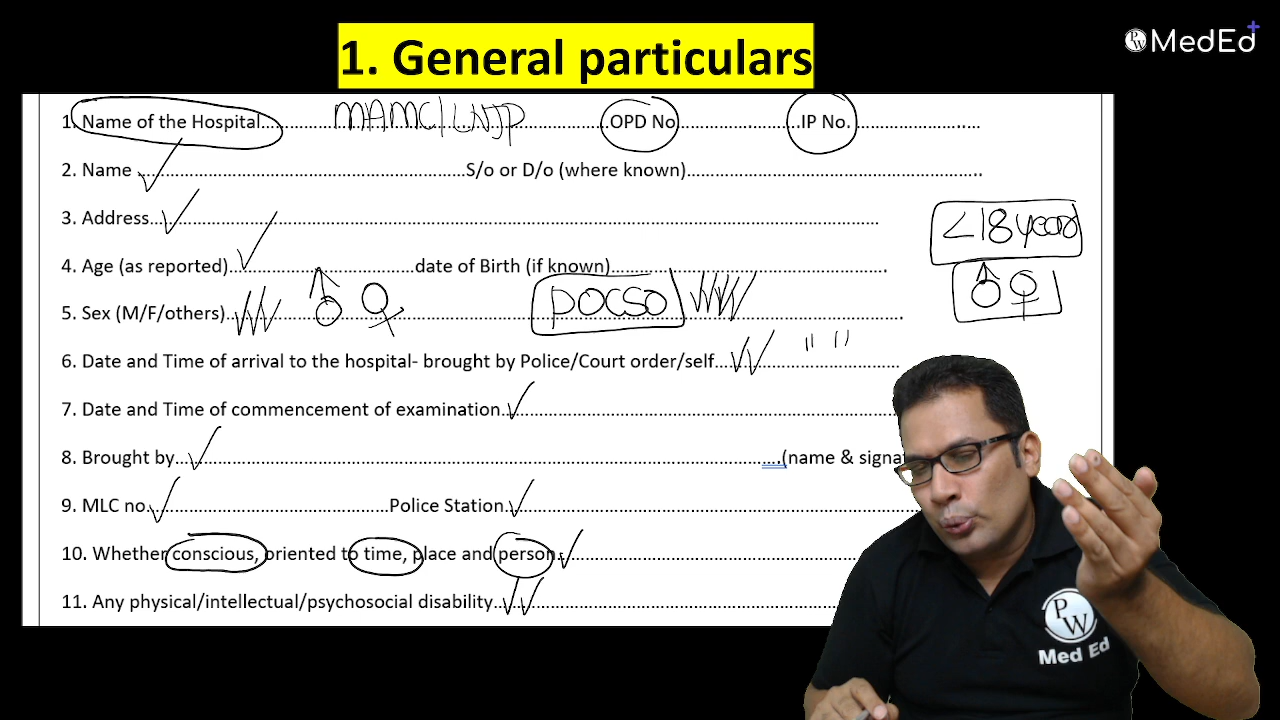 1. General particulars
PW MedEd+
1. Name of the Hospital................MAMC/LNJP................OPD No................IP No.........................
2. Name................................................S/o or D/o (where known)................................................
3. Address................................................
<18 years
4. Age (as reported)................................date of Birth (if known)................................
♂ ♀
5. Sex (M/F/others)................♂ ♀................POCSO................
6. Date and Time of arrival to the hospital- brought by Police/Court order/self................" "
7. Date and Time of commencement of examination................................
8. Brought by................................................(name & signa
9. MLC no.................................Police Station................................
10. Whether conscious, oriented to time, place and person.................................
11. Any physical/intellectual/psychosocial disability................................
PW
Med Ed